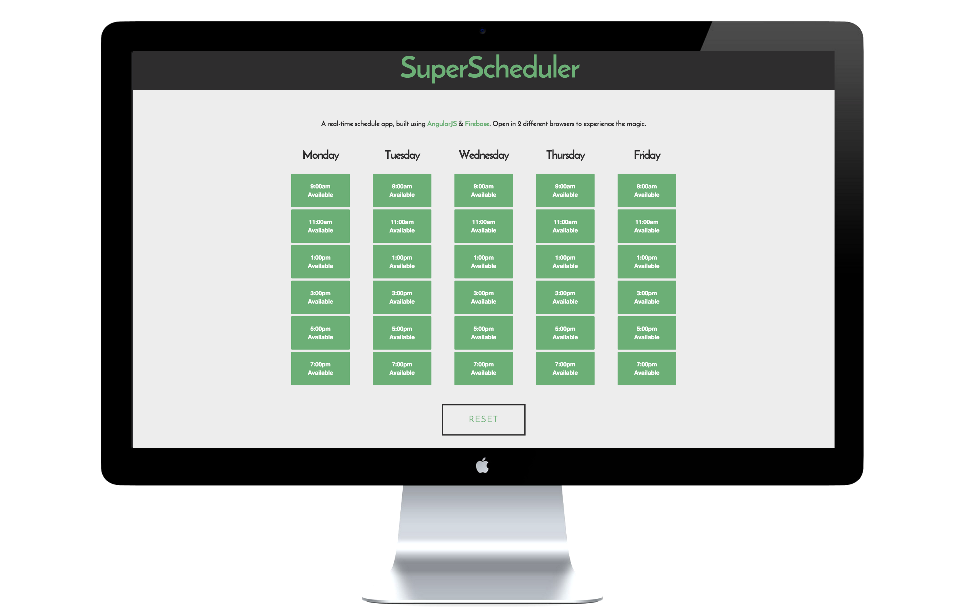 SuperScheduler
A real-time schedule app, built using AngularJS & Firebase. Open in 2 different browsers to experience the magic.
Monday Tuesday Wednesday Thursday Friday
9:00am 9:00am 9:00am 9:00am 9:00am
Available Available Available Available Available
11:00am 11:00am 11:00am 11:00am 11:00am
Available Available Available Available Available
1:00pm 1:00pm 1:00pm 1:00pm 1:00pm
Available Available Available Available Available
3:00pm 3:00pm 3:00pm 3:00pm 3:00pm
Available Available Available Available Available
5:00pm 5:00pm 5:00pm 5:00pm 5:00pm
Available Available Available Available Available
7:00pm 7:00pm 7:00pm 7:00pm 7:00pm
Available Available Available Available Available
RESET